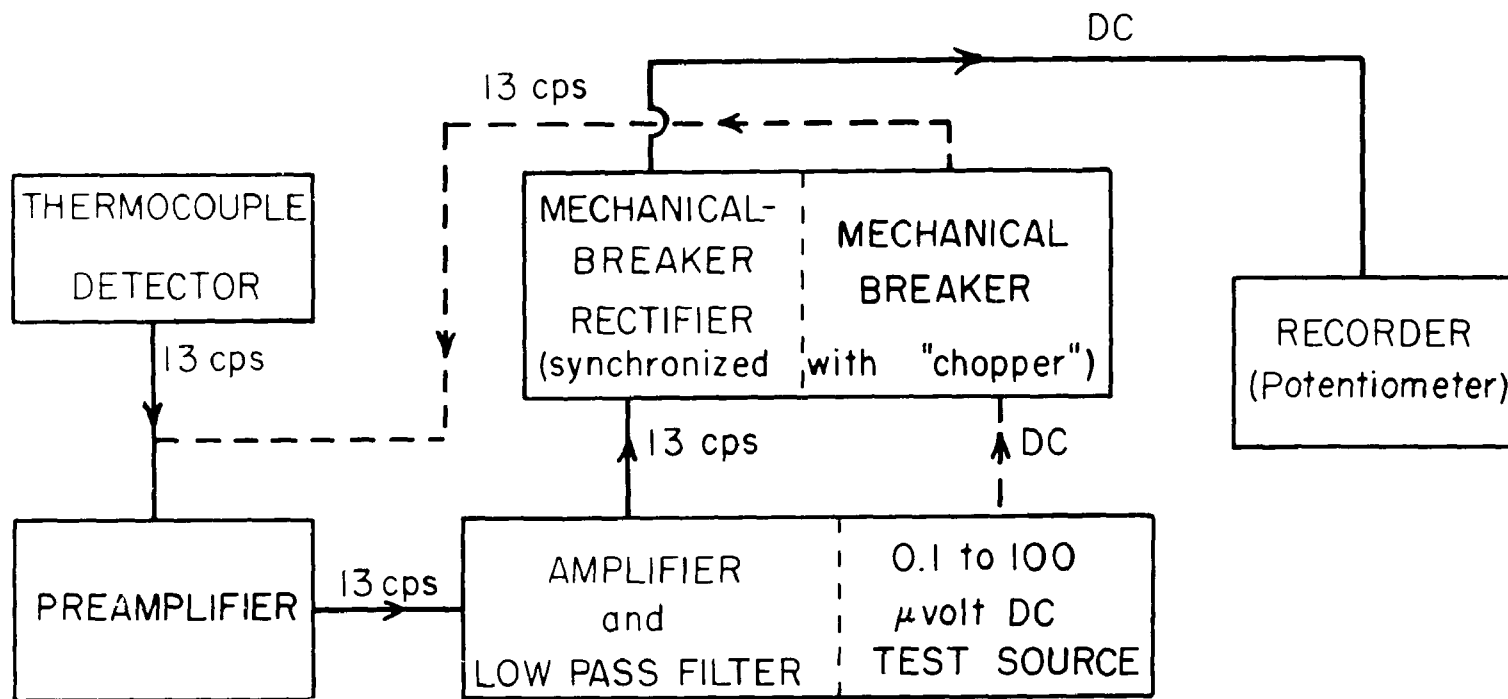 DC
13 cps
THERMOCOUPLE
DETECTOR
13 cps
MECHANICAL-
BREAKER
RECTIFIER
(synchronized
MECHANICAL
BREAKER
with "chopper")
RECORDER
(Potentiometer)
13 cps
DC
PREAMPLIFIER
13 cps
AMPLIFIER
and
LOW PASS FILTER
0.1 to 100
μvolt DC
TEST SOURCE